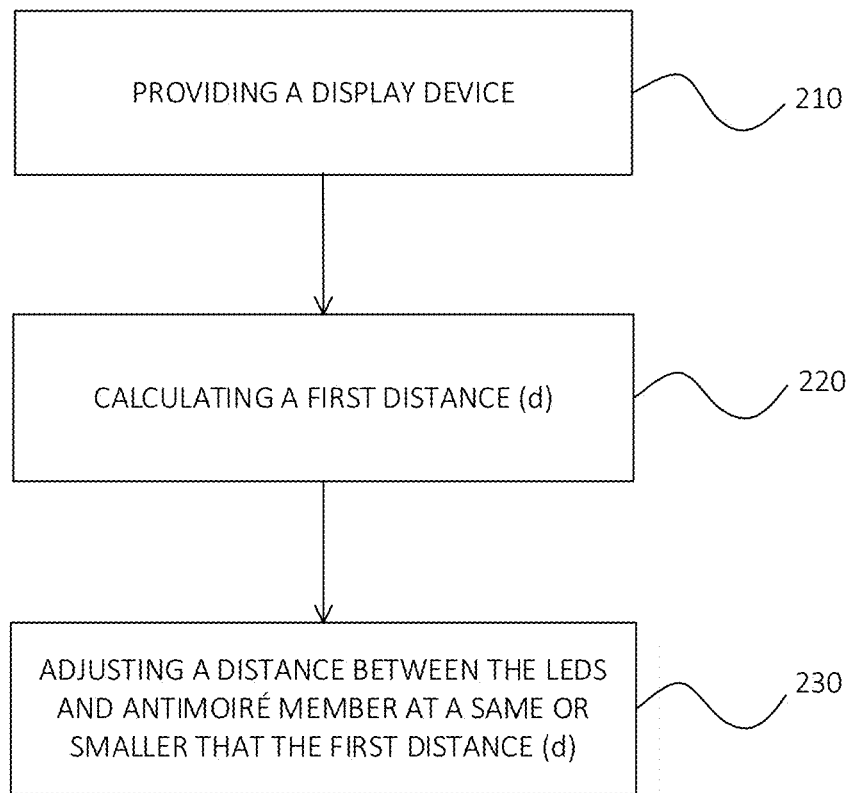 PROVIDING A DISPLAY DEVICE
210
CALCULATING A FIRST DISTANCE (d)
220
ADJUSTING A DISTANCE BETWEEN THE LEDS
AND ANTIMOIRÉ MEMBER AT A SAME OR
SMALLER THAT THE FIRST DISTANCE (d)
230